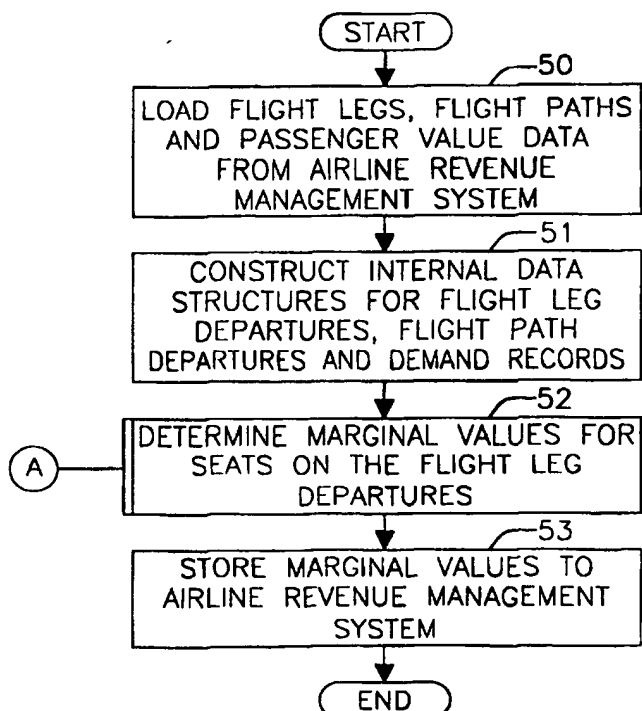 START
50
LOAD FLIGHT LEGS, FLIGHT PATHS
AND PASSENGER VALUE DATA
FROM AIRLINE REVENUE
MANAGEMENT SYSTEM
51
CONSTRUCT INTERNAL DATA
STRUCTURES FOR FLIGHT LEG
DEPARTURES, FLIGHT PATH
DEPARTURES AND DEMAND RECORDS
52
A
DETERMINE MARGINAL VALUES FOR
SEATS ON THE FLIGHT LEG
DEPARTURES
53
STORE MARGINAL VALUES TO
AIRLINE REVENUE MANAGEMENT
SYSTEM
END